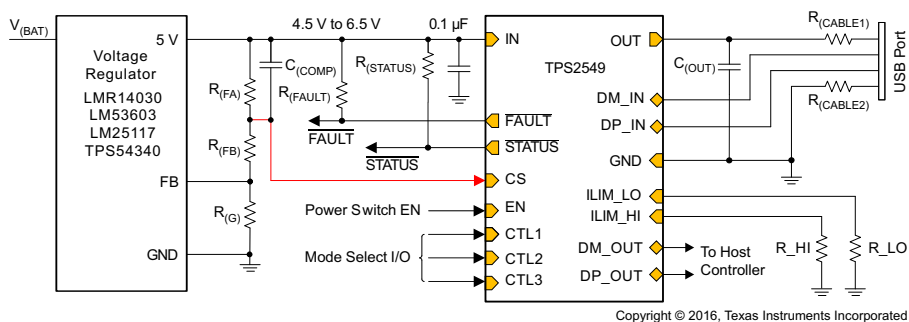 V(BAT)
Voltage
Regulator
LMR14030
LM53603
LM25117
TPS54340
5 V
FB
GND
4.5 V to 6.5 V
0.1 µF
R(FA)
C(COMP)
R(FAULT)
R(STATUS)
R(FB)
R(G)
FAULT
STATUS
Power Switch EN
Mode Select I/O
TPS2549
IN
FAULT
STATUS
CS
EN
CTL1
CTL2
CTL3
OUT
DM_IN
DP_IN
GND
ILIM_LO
ILIM_HI
DM_OUT
DP_OUT
C(OUT)
R(CABLE1)
R(CABLE2)
USB Port
To Host
Controller
R_HI
R_LO
Copyright © 2016, Texas Instruments Incorporated